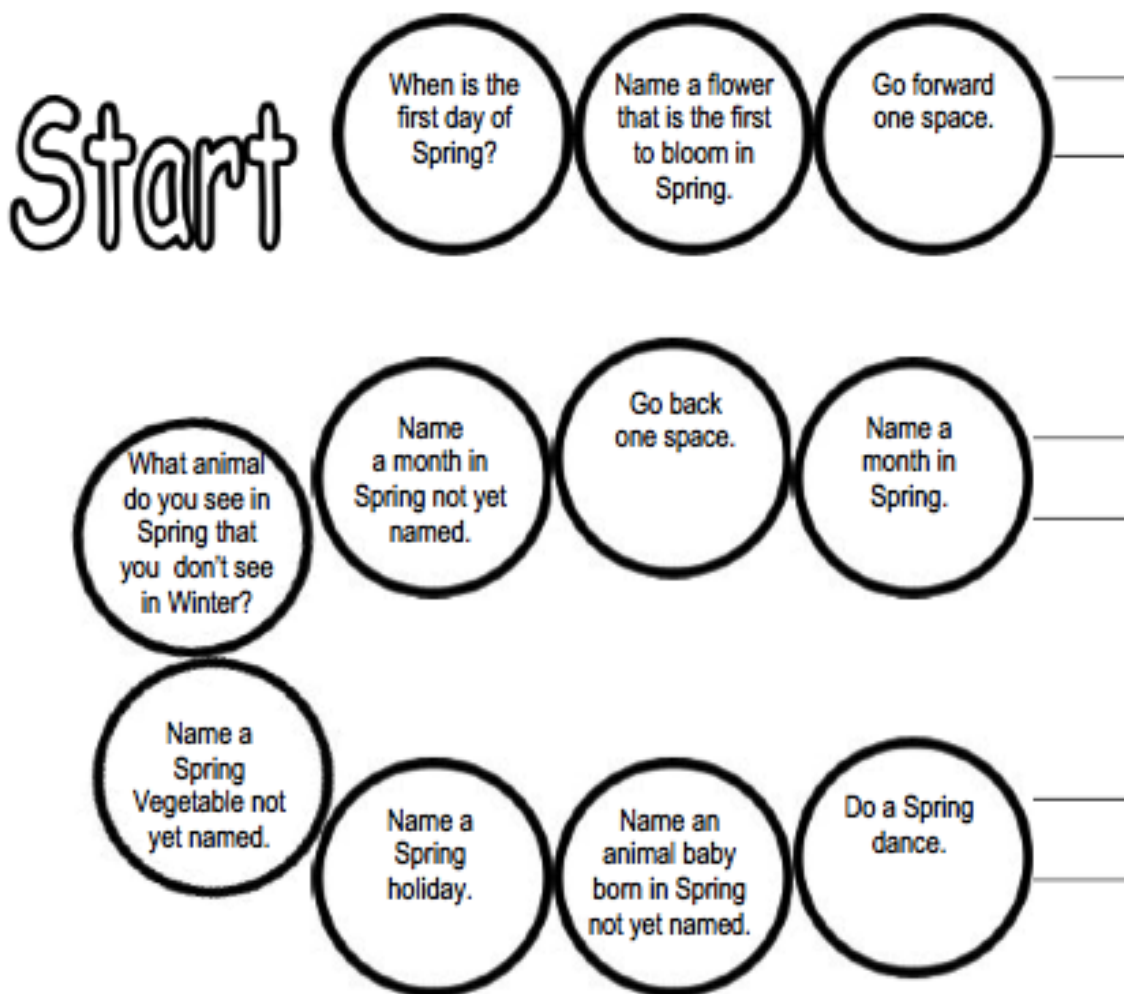 Start
When is the
first day of
Spring?
Name a flower
that is the first
to bloom in
Spring.
Go forward
one space.
Name
a month in
Spring not yet
named.
Go back
one space.
Name a
month in
Spring.
What animal
do you see in
Spring that
you don't see
in Winter?
Name a
Spring
Vegetable not
yet named.
Name a
Spring
holiday.
Name an
animal baby
born in Spring
not yet named.
Do a Spring
dance.